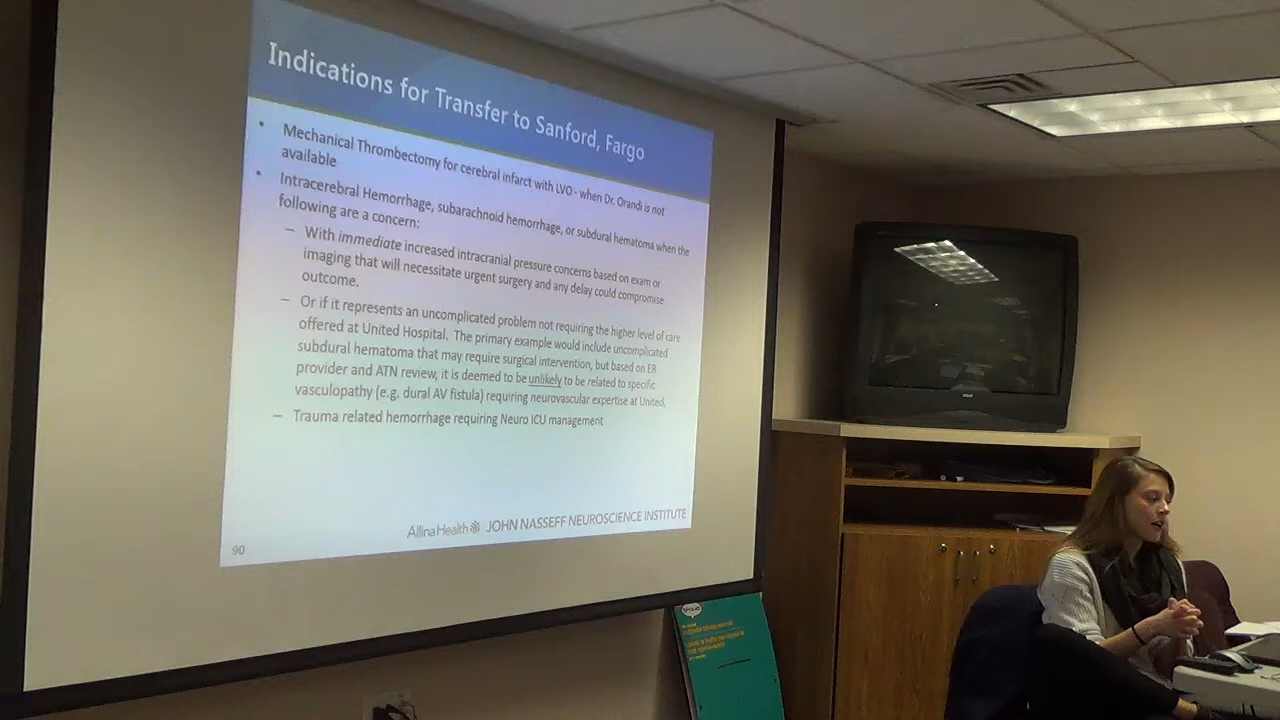 Indications for Transfer to Sanford, Fargo
• Mechanical Thrombectomy for cerebral infarct with LVO - when Dr. Orandi is not
available
• Intracerebral Hemorrhage, subarachnoid hemorrhage, or subdural hematoma when the
following are a concern:
– With immediate increased intracranial pressure concerns based on exam or
imaging that will necessitate urgent surgery and any delay could compromise
outcome.
– Or if it represents an uncomplicated problem not requiring the higher level of care
offered at United Hospital. The primary example would include uncomplicated
subdural hematoma that may require surgical intervention, but based on ER
provider and ATN review, it is deemed to be unlikely to be related to specific
vasculopathy (e.g. dural AV fistula) requiring neurovascular expertise at United.
– Trauma related hemorrhage requiring Neuro ICU management
AllinaHealth JOHN NASSEFF NEUROSCIENCE INSTITUTE
90
RCA